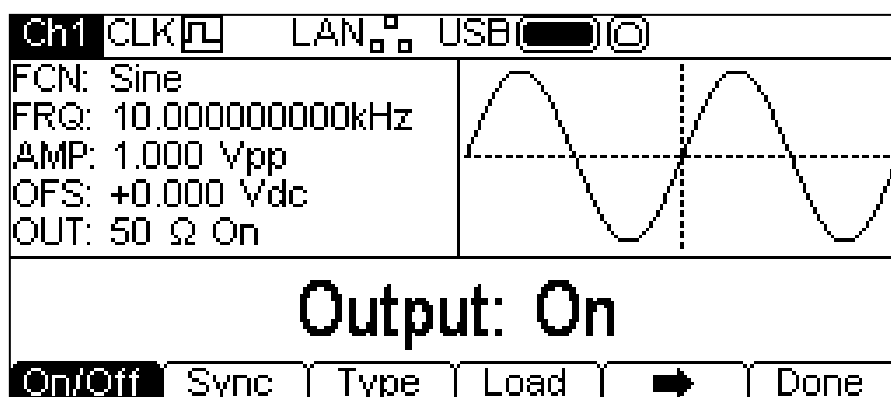 Ch1 CLK LAN USB
FCN: Sine
FRQ: 10.000000000kHz
AMP: 1.000 Vpp
OFS: +0.000 Vdc
OUT: 50 Ω On
Output: On
On/Off Sync Type Load Done